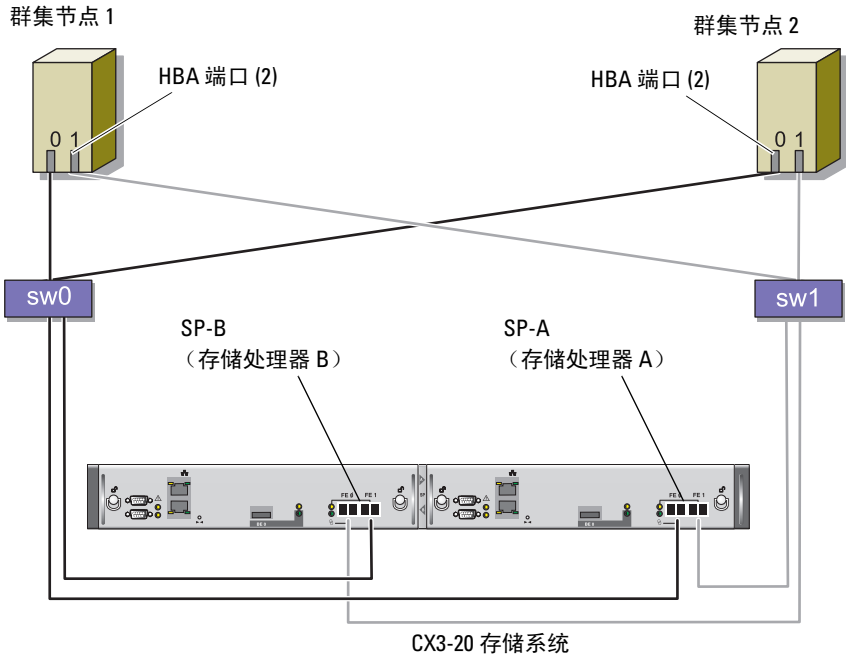 群集节点 1
群集节点 2
HBA 端口 (2)
HBA 端口 (2)
0 1
0 1
sw0
sw1
SP-B
（存储处理器 B）
SP-A
（存储处理器 A）
FE 0 FE 1
FE 0 FE 1
CX3-20 存储系统